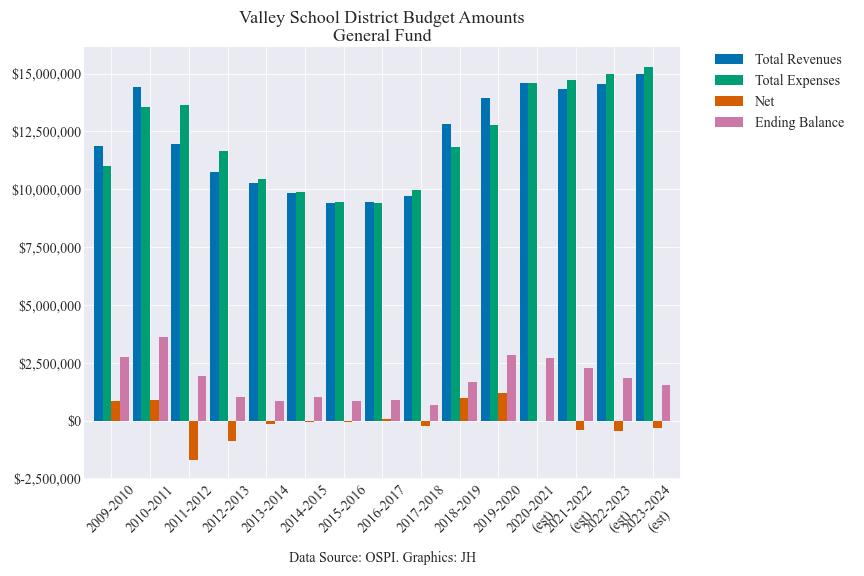 Valley School District Budget Amounts
General Fund
Total Revenues
Total Expenses
Net
Ending Balance
$15,000,000
$12,500,000
$10,000,000
$7,500,000
$5,000,000
$2,500,000
$0
$-2,500,000
2009-2010
2010-2011
2011-2012
2012-2013
2013-2014
2014-2015
2015-2016
2016-2017
2017-2018
2018-2019
2019-2020
2020-2021
(est)
2021-2022
(est)
2022-2023
(est)
2023-2024
(est)
Data Source: OSPI. Graphics: JH